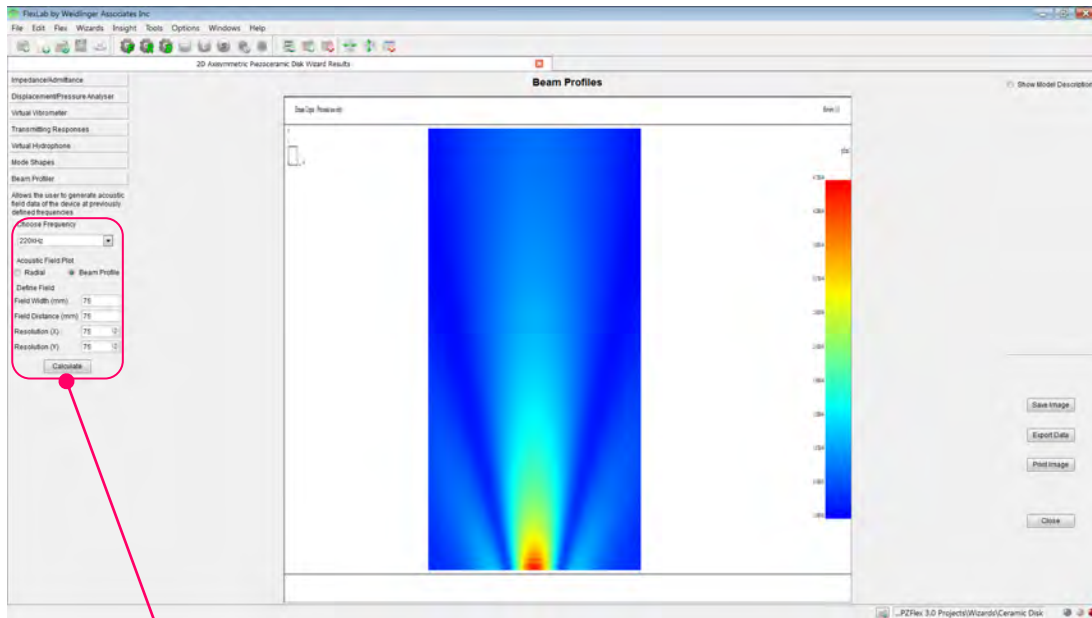 FlexLab by Weidlinger Associates Inc
File Edit Flex Wizards Insight Tools Options Windows Help
2D Axisymmetric Piezoceramic Disk Wizard Results
Impedance/Admittance
Displacement/Pressure Analyser
Virtual Vibrometer
Transmitting Responses
Virtual Hydrophone
Mode Shapes
Beam Profiler
Allows the user to generate acoustic
field data of the device at previously
defined frequencies
Choose Frequency
220kHz
Acoustic Field Plot
Radial Beam Profile
Define Field
Field Width (mm) 75
Field Distance (mm) 75
Resolution (X) 75
Resolution (Y) 75
Calculate
Beam Profiles
Show Model Description
Save Image
Export Data
Print Image
Close
...PZFlex 3.0 Projects\Wizards\Ceramic Disk